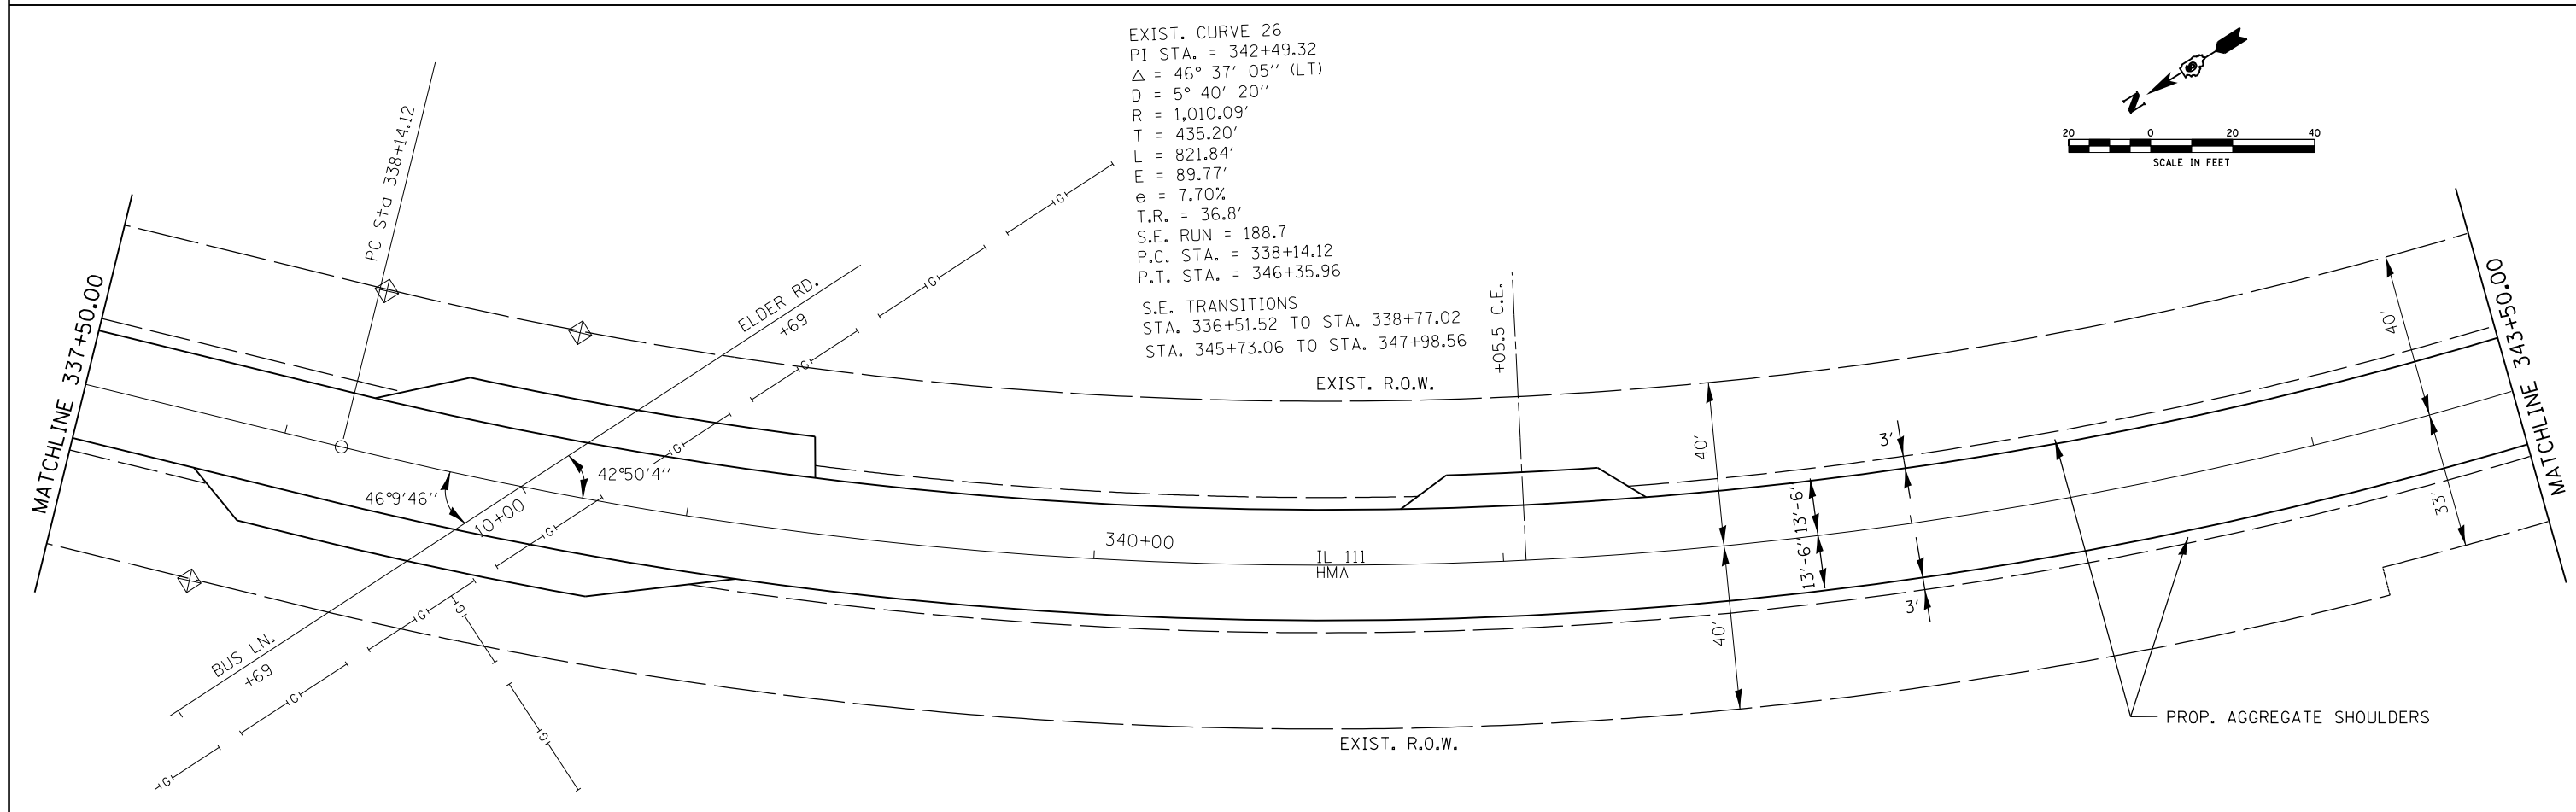 EXIST. CURVE 26
PI STA. = 342+49.32
△ = 46° 37' 05'' (LT)
D = 5° 40' 20''
R = 1,010.09'
T = 435.20'
L = 821.84'
E = 89.77'
e = 7.70%
T.R. = 36.8'
S.E. RUN = 188.7
P.C. STA. = 338+14.12
P.T. STA. = 346+35.96
S.E. TRANSITIONS
STA. 336+51.52 TO STA. 338+77.02
STA. 345+73.06 TO STA. 347+98.56
N
20 0 20 40
SCALE IN FEET
MATCHLINE 337+50.00
PC Sta 338+14.12
ELDER RD.
+69
G
G
G
G
G
G
G
G
G
G
42°50'4''
46°9'46''
10+00
BUS LN.
+69
340+00
IL 111
HMA
EXIST. R.O.W.
EXIST. R.O.W.
+05.5 C.E.
40'
40'
13'-6"
13'-6"
3'
3'
40'
33'
MATCHLINE 343+50.00
PROP. AGGREGATE SHOULDERS